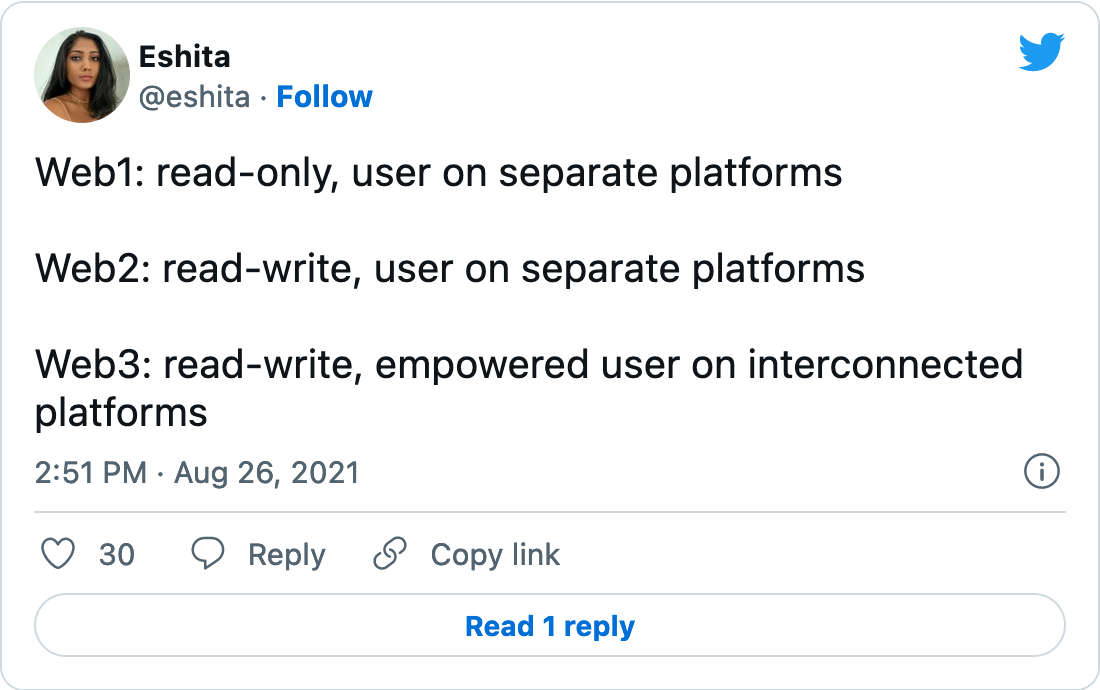 Eshita
@eshita · Follow
Web1: read-only, user on separate platforms
Web2: read-write, user on separate platforms
Web3: read-write, empowered user on interconnected
platforms
2:51 PM · Aug 26, 2021
30 Reply Copy link
Read 1 reply